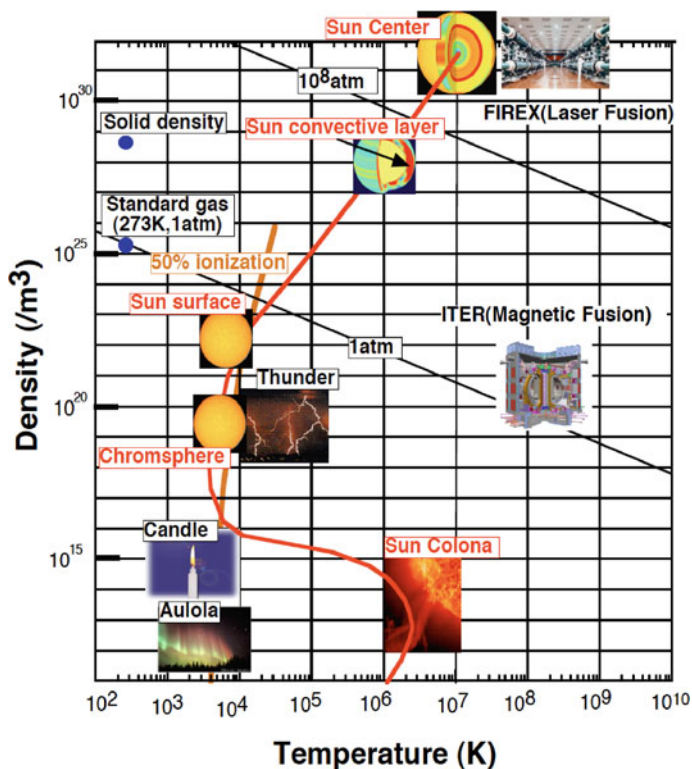 Sun Center
10^30
10^8atm
FIREX(Laser Fusion)
Solid density
Sun convective layer
Standard gas
(273K,1atm)
10^25
50% ionization
Sun surface
ITER(Magnetic Fusion)
1atm
Thunder
10^20
Chromsphere
Candle
Sun Colona
10^15
Aulola
Density (/m^3)
10^2 10^3 10^4 10^5 10^6 10^7 10^8 10^9 10^10
Temperature (K)